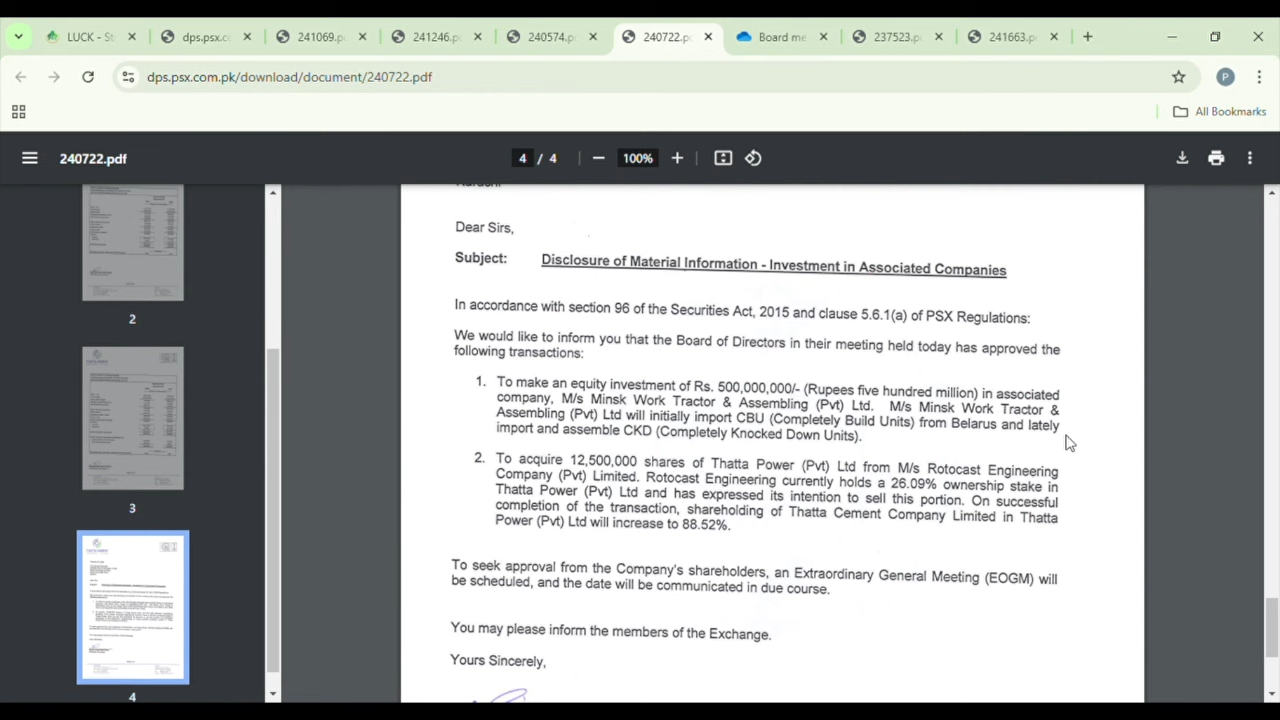 LUCK - St
dps.psx.co
241069.p
241246.p
240574.p
240722.p
Board me
237523.p
241663.p
dps.psx.com.pk/download/document/240722.pdf
P
All Bookmarks
240722.pdf
4 / 4
100%
2
3
4
Dear Sirs,
Subject: Disclosure of Material Information - Investment in Associated Companies
In accordance with section 96 of the Securities Act, 2015 and clause 5.6.1(a) of PSX Regulations:
We would like to inform you that the Board of Directors in their meeting held today has approved the
following transactions:
1. To make an equity investment of Rs. 500,000,000/- (Rupees five hundred million) in associated
company, M/s Minsk Work Tractor & Assembling (Pvt) Ltd. M/s Minsk Work Tractor &
Assembling (Pvt) Ltd will initially import CBU (Completely Build Units) from Belarus and lately
import and assemble CKD (Completely Knocked Down Units).
2. To acquire 12,500,000 shares of Thatta Power (Pvt) Ltd from M/s Rotocast Engineering
Company (Pvt) Limited. Rotocast Engineering currently holds a 26.09% ownership stake in
Thatta Power (Pvt) Ltd and has expressed its intention to sell this portion. On successful
completion of the transaction, shareholding of Thatta Cement Company Limited in Thatta
Power (Pvt) Ltd will increase to 88.52%.
To seek approval from the Company's shareholders, an Extraordinary General Meeting (EOGM) will
be scheduled, and the date will be communicated in due course.
You may please inform the members of the Exchange.
Yours Sincerely,